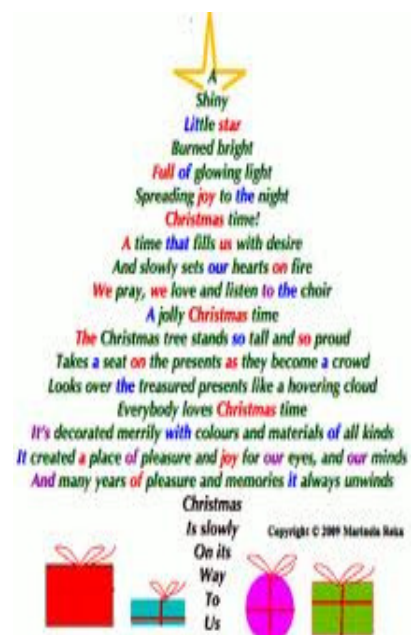 A
Shiny
Little star
Burned bright
Full of glowing light
Spreading joy to the night
Christmas time!
A time that fills us with desire
And slowly sets our hearts on fire
We pray, we love and listen to the choir
A jolly Christmas time
The Christmas tree stands so tall and so proud
Takes a seat on the presents as they become a crowd
Looks over the treasured presents like a hovering cloud
Everybody loves Christmas time
It's decorated merrily with colours and materials of all kinds
It created a place of pleasure and joy for our eyes, and our minds
And many years of pleasure and memories it always unwinds
Christmas
Is slowly
On its
Way
To
Us
Copyright © 2009